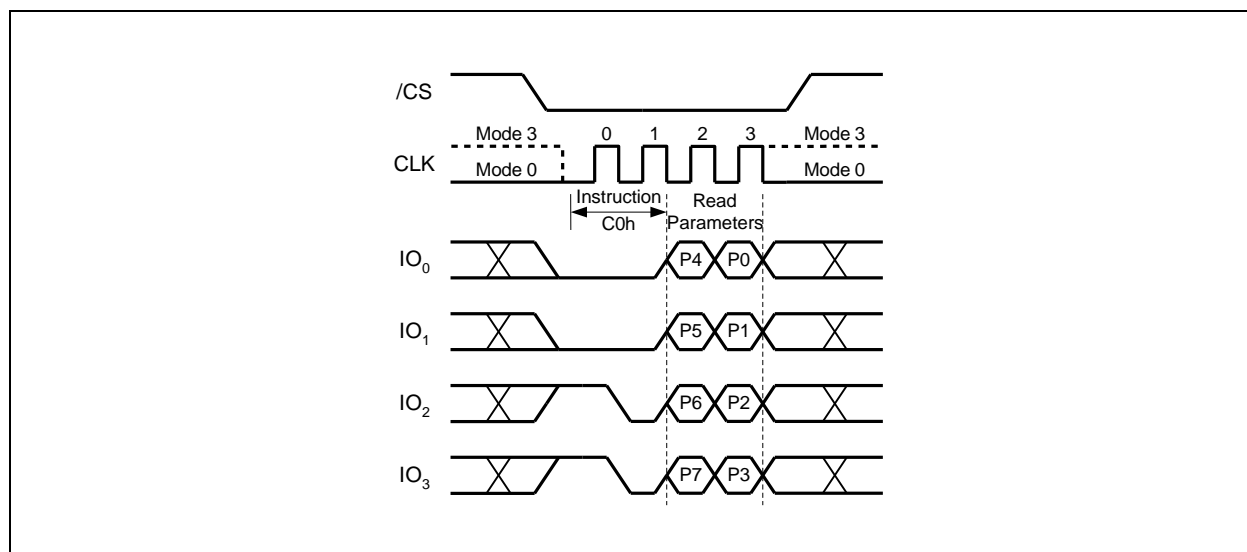 /CS
Mode 3 0 1 2 3 Mode 3
CLK
Mode 0 Mode 0
Instruction Read
C0h Parameters
IO0 P4 P0
IO1 P5 P1
IO2 P6 P2
IO3 P7 P3